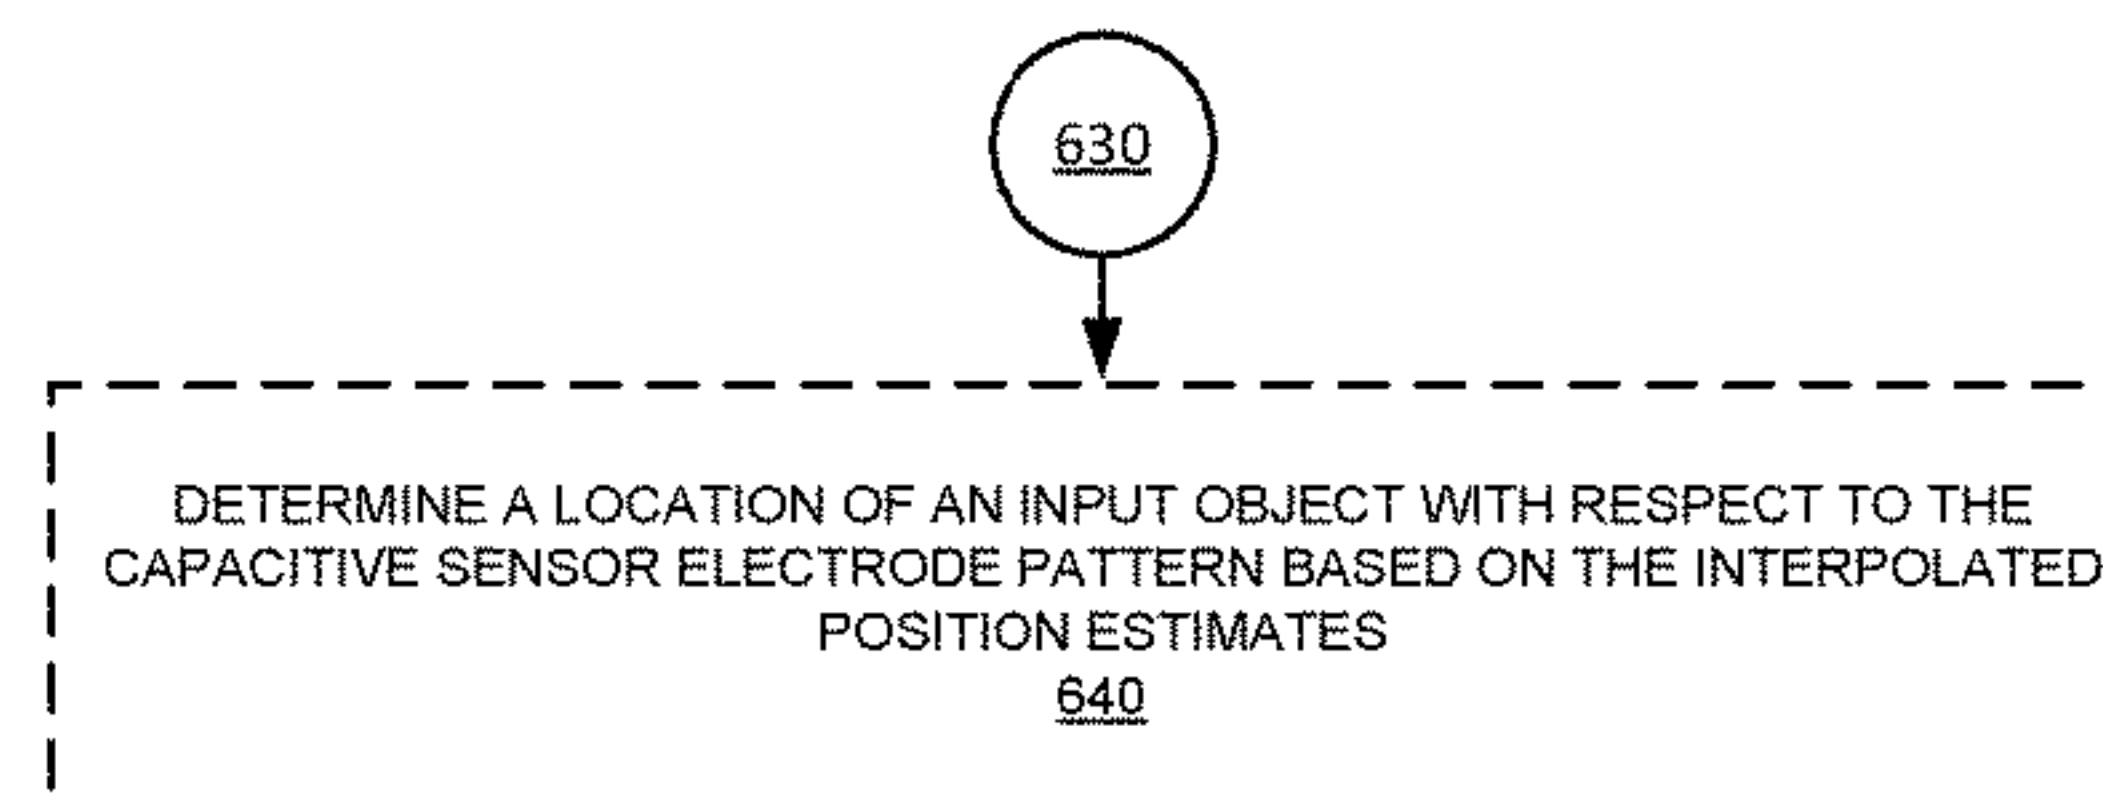 630
DETERMINE A LOCATION OF AN INPUT OBJECT WITH RESPECT TO THE
CAPACITIVE SENSOR ELECTRODE PATTERN BASED ON THE INTERPOLATED
POSITION ESTIMATES
640